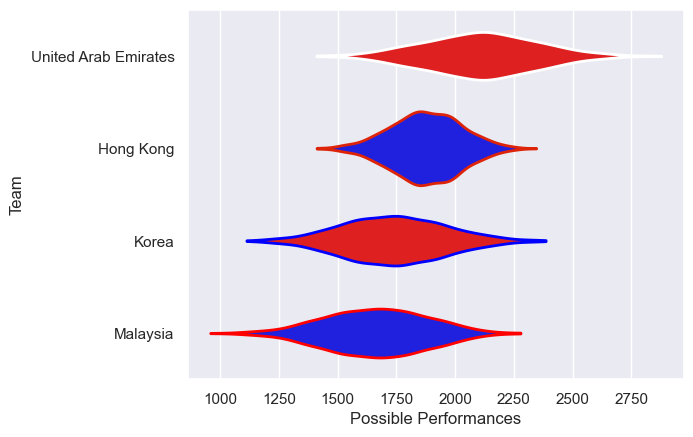 United Arab Emirates
Hong Kong
Korea
Malaysia
Team
1000 1250 1500 1750 2000 2250 2500 2750
Possible Performances